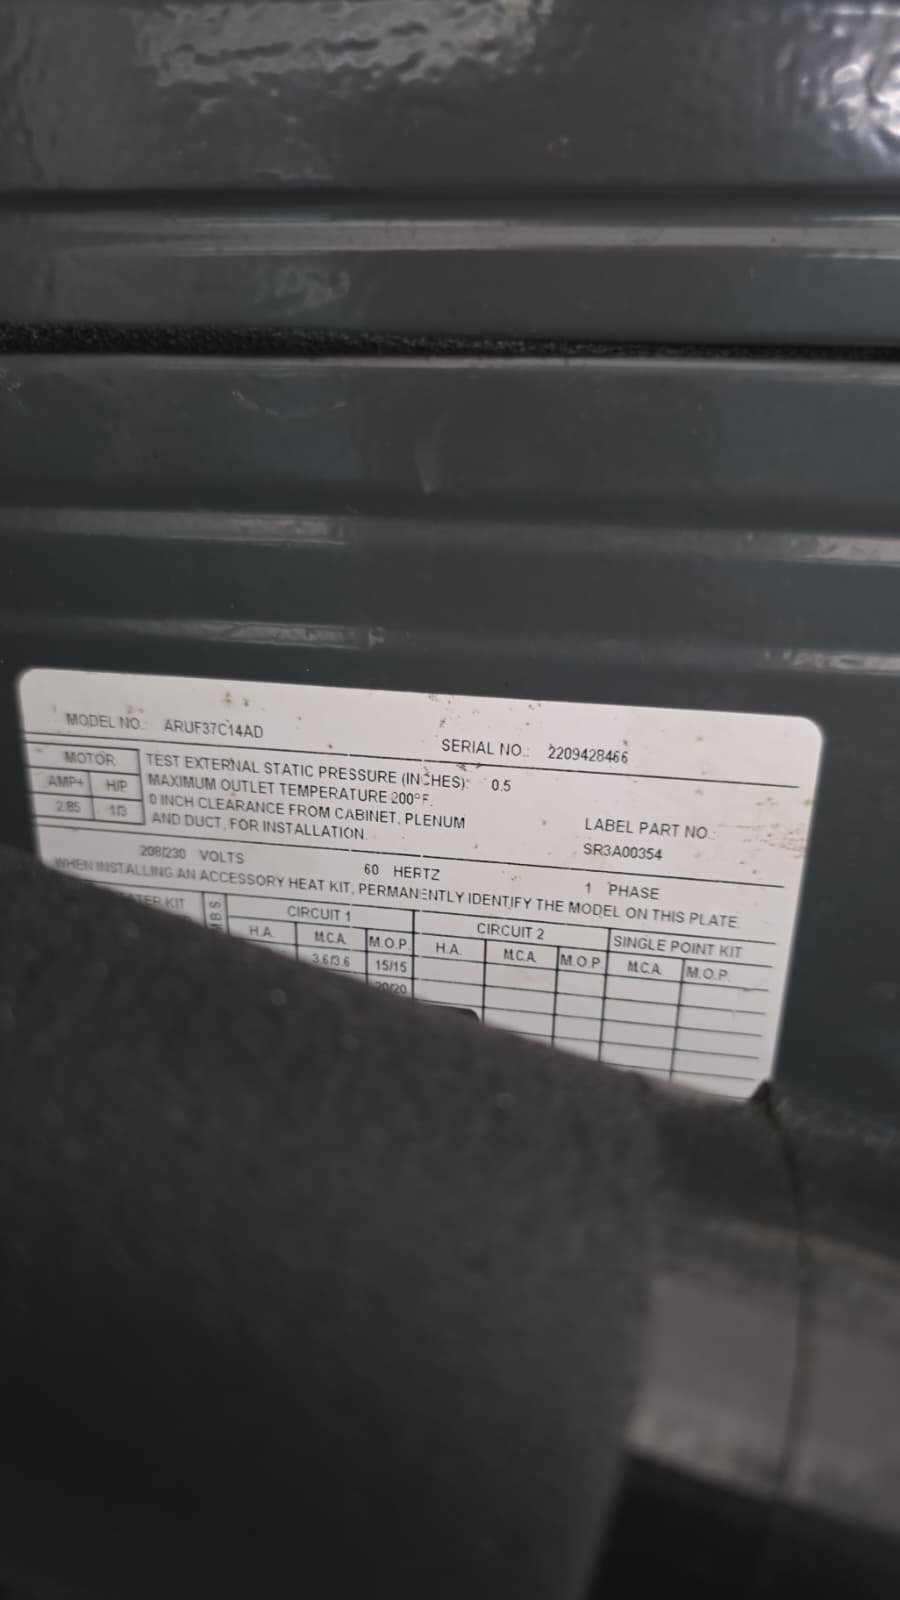 MODEL NO.: ARUF37C14AD
SERIAL NO.: 2209428466
MOTOR
AMP+ H/P
2.85 1/3
TEST EXTERNAL STATIC PRESSURE (INCHES): 0.5
MAXIMUM OUTLET TEMPERATURE 200°F.
0 INCH CLEARANCE FROM CABINET, PLENUM
AND DUCT, FOR INSTALLATION.
LABEL PART NO.:
SR3A00354
208/230 VOLTS 60 HERTZ 1 PHASE
WHEN INSTALLING AN ACCESSORY HEAT KIT, PERMANENTLY IDENTIFY THE MODEL ON THIS PLATE.
KIT CIRCUIT 1 CIRCUIT 2 SINGLE POINT KIT
H.A. M.C.A. M.O.P. H.A. M.C.A. M.O.P. M.C.A. M.O.P.
3.6/3.6 15/15
20/20